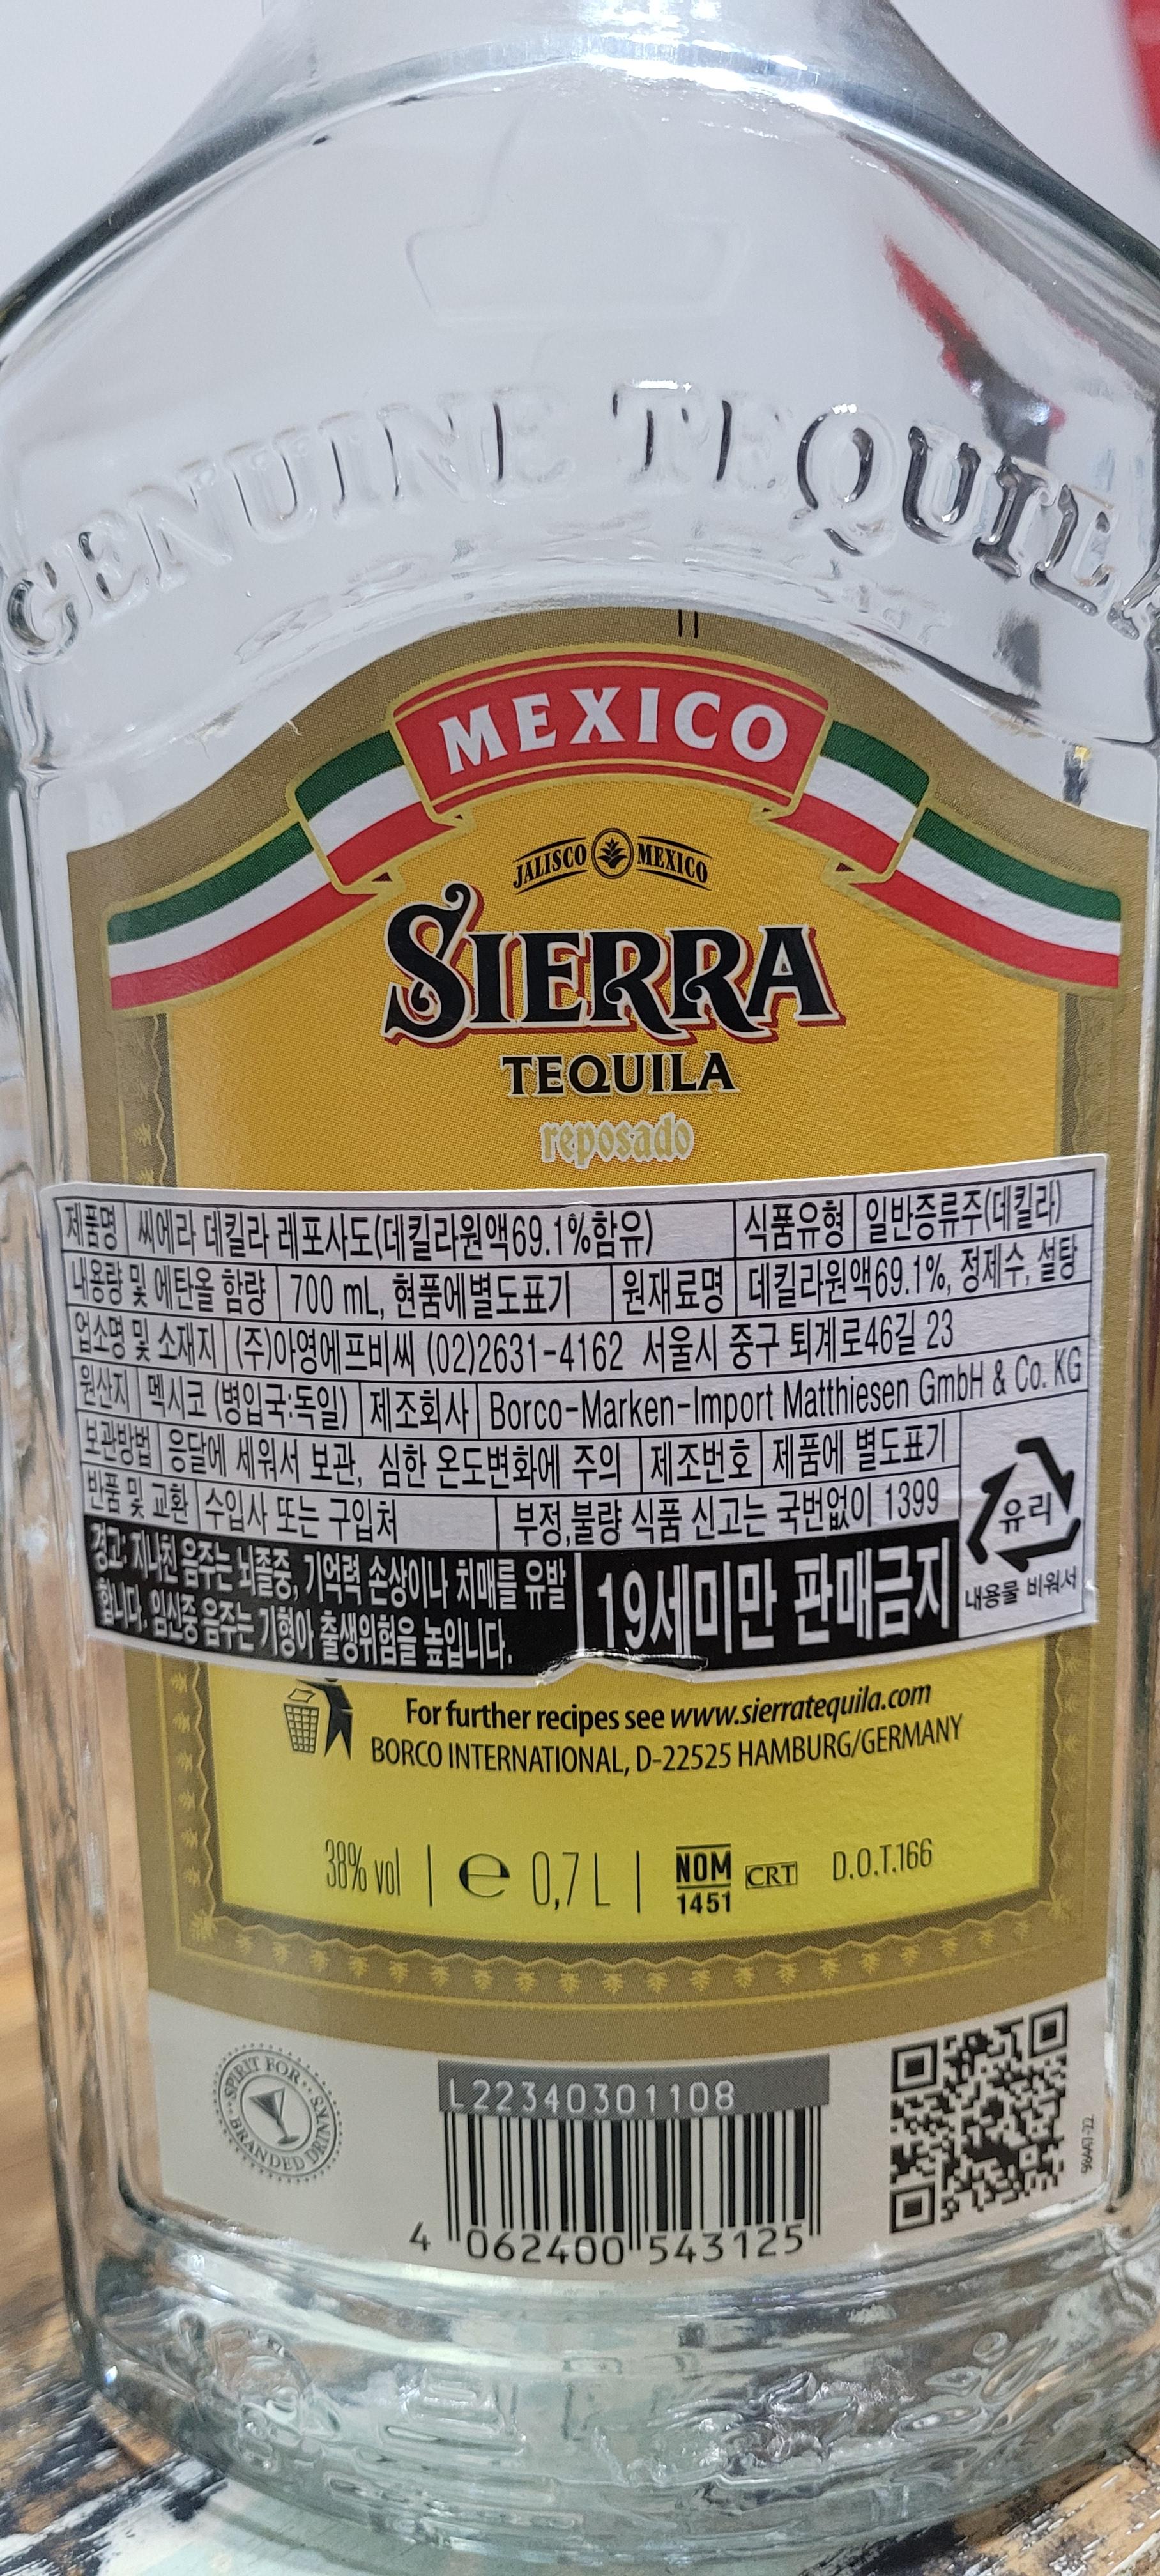 GENUINE TEQUILA
MEXICO
JALISCO MEXICO
SIERRA
TEQUILA
reposado
제품명 씨에라 데킬라 레포사도(데킬라원액69.1%함유) 식품유형 일반증류주(데킬라)
내용량 및 에탄올 함량 700 mL, 현품에별도표기 원재료명 데킬라원액69.1%, 정제수, 설탕
업소명 및 소재지 (주)아영에프비씨 (02)2631-4162 서울시 중구 퇴계로46길 23
원산지 멕시코 (병입국:독일) 제조회사 Borco-Marken-Import Matthiesen GmbH & Co. KG
보관방법 응달에 세워서 보관, 심한 온도변화에 주의 제조번호 제품에 별도표기
반품 및 교환 수입사 또는 구입처 부정,불량 식품 신고는 국번없이 1399
유리
내용물 비워서
경고: 지나친 음주는 뇌졸중, 기억력 손상이나 치매를 유발
합니다. 임신중 음주는 기형아 출생위험을 높입니다.
19세미만 판매금지
For further recipes see www.sierratequila.com
BORCO INTERNATIONAL, D-22525 HAMBURG/GERMANY
38% vol | e 0,7 L | NOM 1451 CRT D.O.T.166
SPIRIT FOR BRANDED DRINKS
L22340301108
4 062400 543125